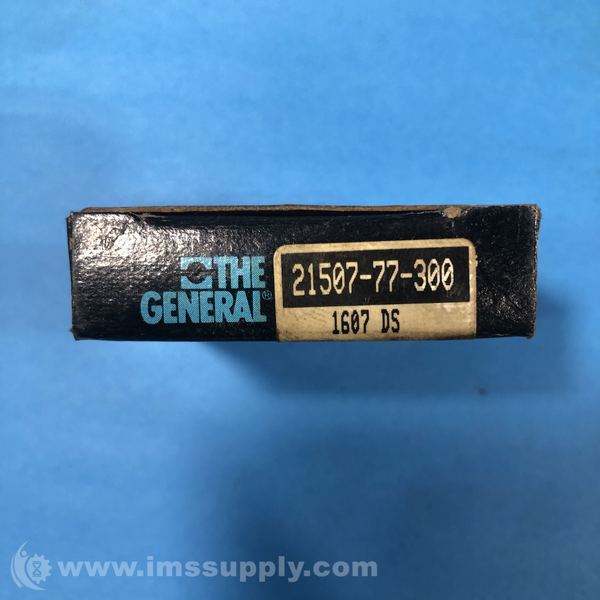 THE
GENERAL®
21507-77-300
1607 DS
www.imssupply.com